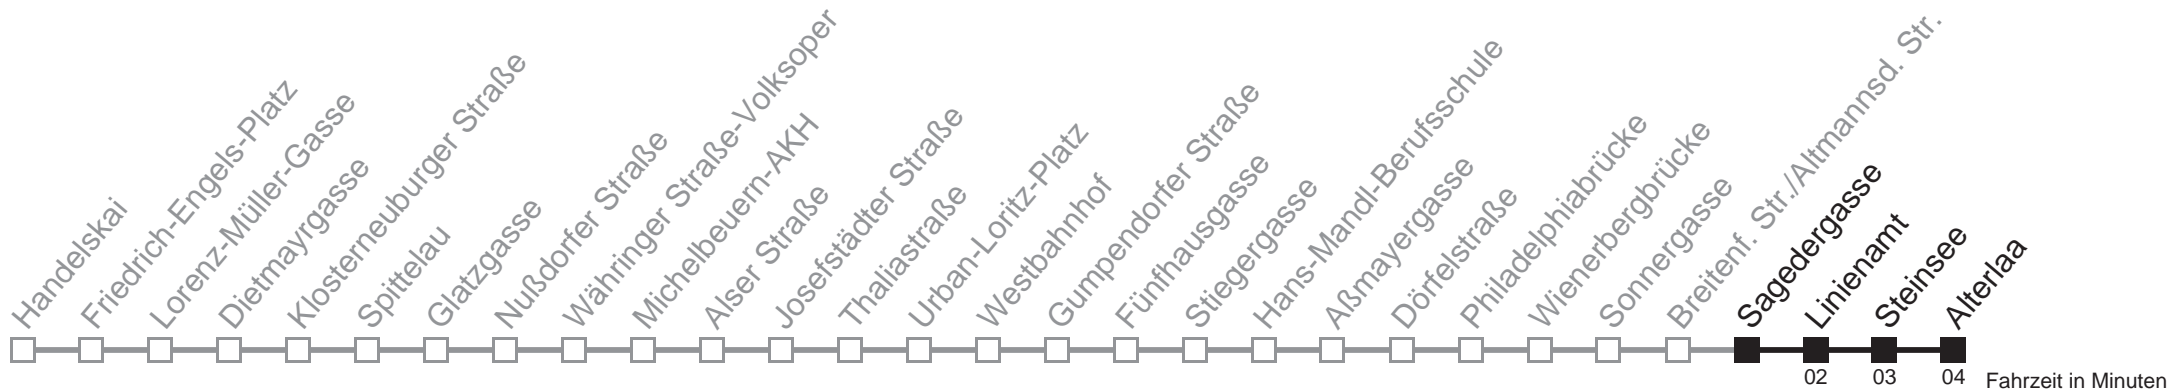 Handelskai
Friedrich-Engels-Platz
Lorenz-Müller-Gasse
Dietmayrgasse
Klosterneuburger Straße
Spittelau
Glatzgasse
Nußdorfer Straße
Währinger Straße-Volksoper
Michelbeuern-AKH
Alser Straße
Josefstädter Straße
Thaliastraße
Urban-Loritz-Platz
Westbahnhof
Gumpendorfer Straße
Fünfhausgasse
Stiegergasse
Hans-Mandl-Berufsschule
Aßmayergasse
Dörfelstraße
Philadelphiabrücke
Wienerbergbrücke
Sonnergasse
Breitenf. Str./Altmannsd. Str.
Sagedergasse
Linienamt
Steinsee
Alterlaa
02 03 04 Fahrzeit in Minuten